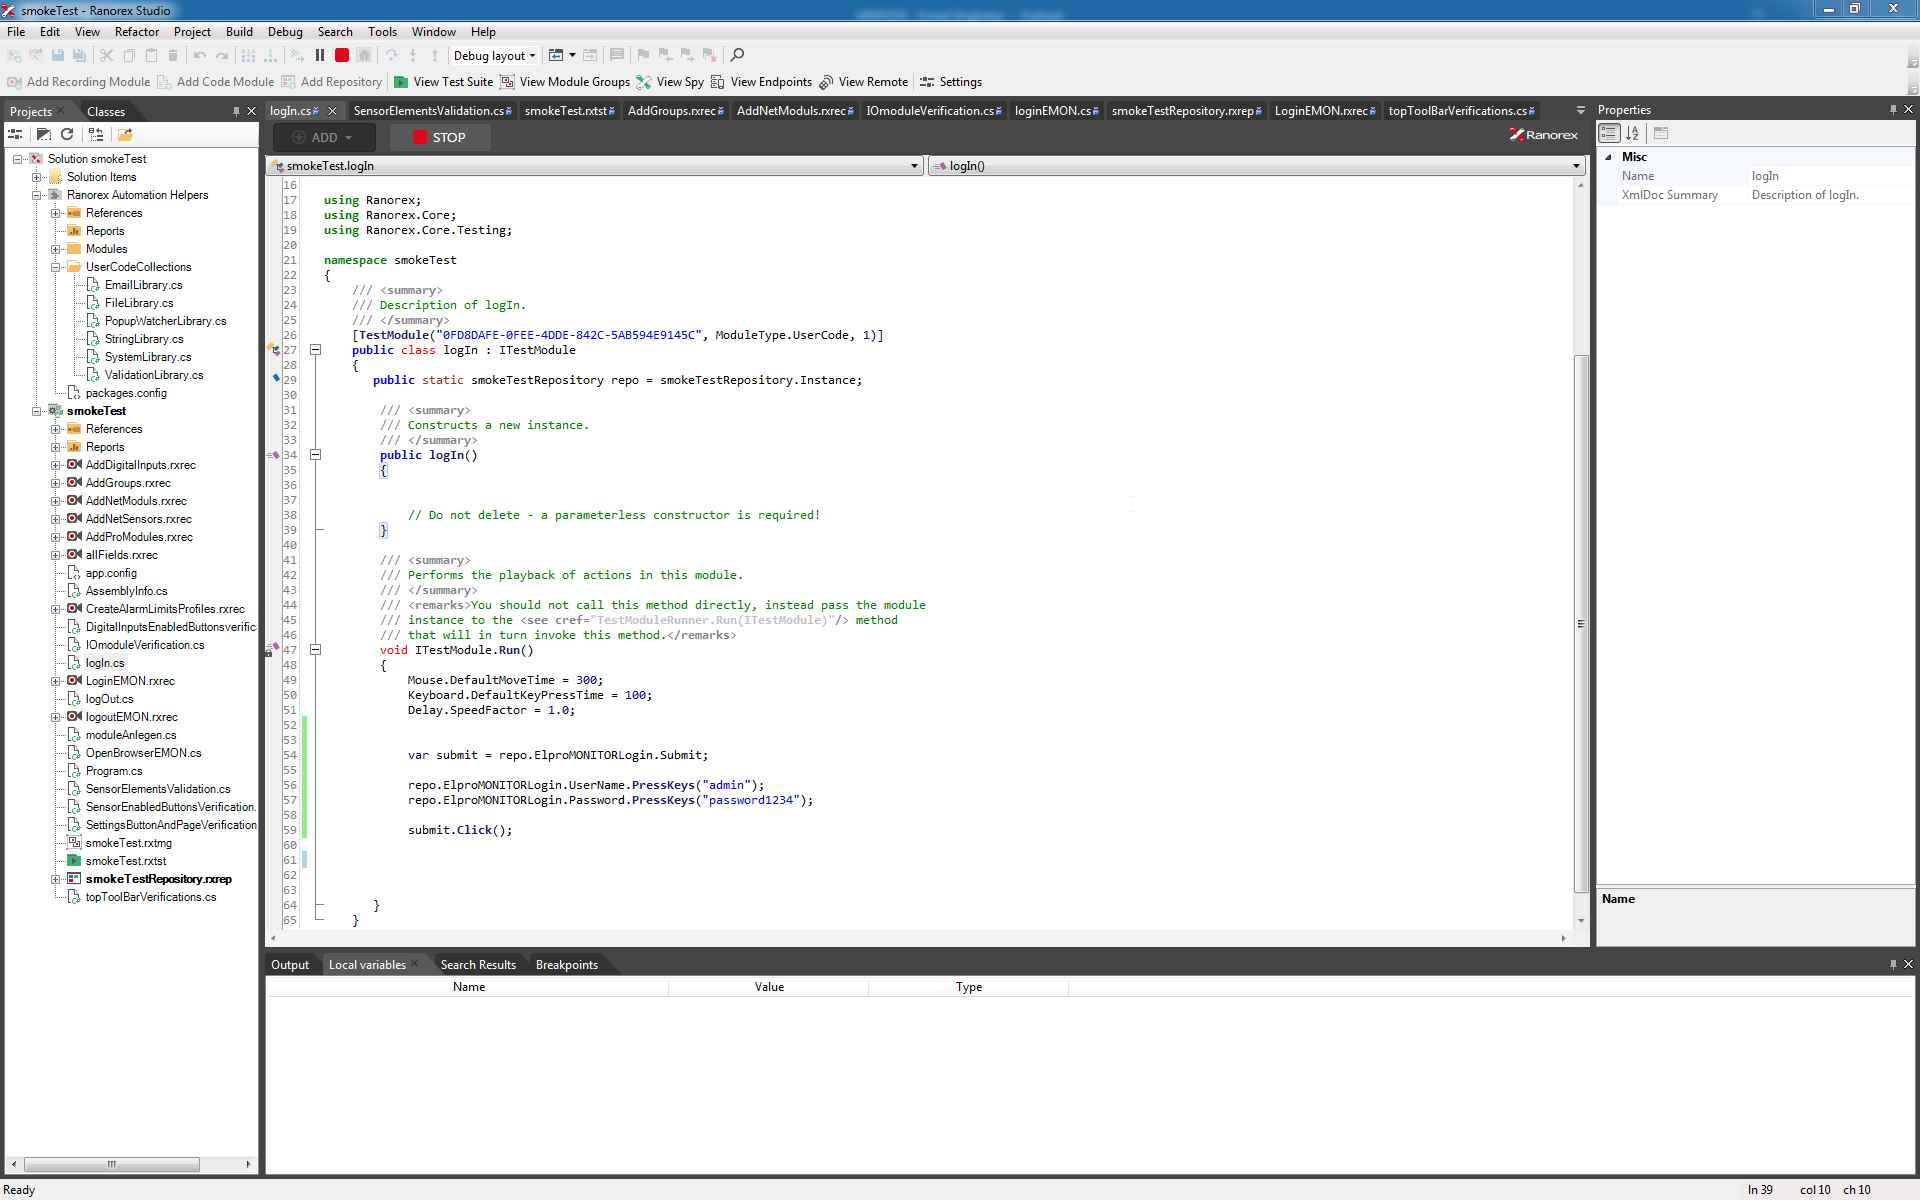 smokeTest - Ranorex Studio
File Edit View Refactor Project Build Debug Search Tools Window Help
Debug layout
Add Recording Module Add Code Module Add Repository View Test Suite View Module Groups View Spy View Endpoints View Remote Settings
Projects Classes
logIn.cs# SensorElementsValidation.cs# smokeTest.rxtst# AddGroups.rxrec# AddNetModuls.rxrec# IOmoduleVerification.cs# loginEMON.cs# smokeTestRepository.rxrep# LoginEMON.rxrec# topToolBarVerifications.cs#
Properties
ADD STOP Ranorex
smokeTest.logIn logIn()
Solution smokeTest
Solution Items
Ranorex Automation Helpers
References
Reports
Modules
UserCodeCollections
EmailLibrary.cs
FileLibrary.cs
PopupWatcherLibrary.cs
StringLibrary.cs
SystemLibrary.cs
ValidationLibrary.cs
packages.config
smokeTest
References
Reports
AddDigitalInputs.rxrec
AddGroups.rxrec
AddNetModuls.rxrec
AddNetSensors.rxrec
AddProModules.rxrec
allFields.rxrec
app.config
AssemblyInfo.cs
CreateAlarmLimitsProfiles.rxrec
DigitalInputsEnabledButtonsverific
IOmoduleVerification.cs
logIn.cs
LoginEMON.rxrec
logOut.cs
logoutEMON.rxrec
moduleAnlegen.cs
OpenBrowserEMON.cs
Program.cs
SensorElementsValidation.cs
SensorEnabledButtonsVerification.
SettingsButtonAndPageVerification
smokeTest.rxtmg
smokeTest.rxtst
smokeTestRepository.rxrep
topToolBarVerifications.cs
16
17 using Ranorex;
18 using Ranorex.Core;
19 using Ranorex.Core.Testing;
20
21 namespace smokeTest
22 {
23 /// <summary>
24 /// Description of logIn.
25 /// </summary>
26 [TestModule("0FD8DAFE-0FEE-4DDE-842C-5AB594E9145C", ModuleType.UserCode, 1)]
27 public class logIn : ITestModule
28 {
29 public static smokeTestRepository repo = smokeTestRepository.Instance;
30
31 /// <summary>
32 /// Constructs a new instance.
33 /// </summary>
34 public logIn()
35 {
36
37
38 // Do not delete - a parameterless constructor is required!
39 }
40
41 /// <summary>
42 /// Performs the playback of actions in this module.
43 /// </summary>
44 /// <remarks>You should not call this method directly, instead pass the module
45 /// instance to the <see cref="TestModuleRunner.Run(ITestModule)"/> method
46 /// that will in turn invoke this method.</remarks>
47 void ITestModule.Run()
48 {
49 Mouse.DefaultMoveTime = 300;
50 Keyboard.DefaultKeyPressTime = 100;
51 Delay.SpeedFactor = 1.0;
52
53
54 var submit = repo.ElproMONITORLogin.Submit;
55
56 repo.ElproMONITORLogin.UserName.PressKeys("admin");
57 repo.ElproMONITORLogin.Password.PressKeys("password1234");
58
59 submit.Click();
60
61
62
63
64 }
65 }
Misc
Name logIn
XmlDoc Summary Description of logIn.
Name
Output Local variables Search Results Breakpoints
Name Value Type
Ready
ln 39 col 10 ch 10